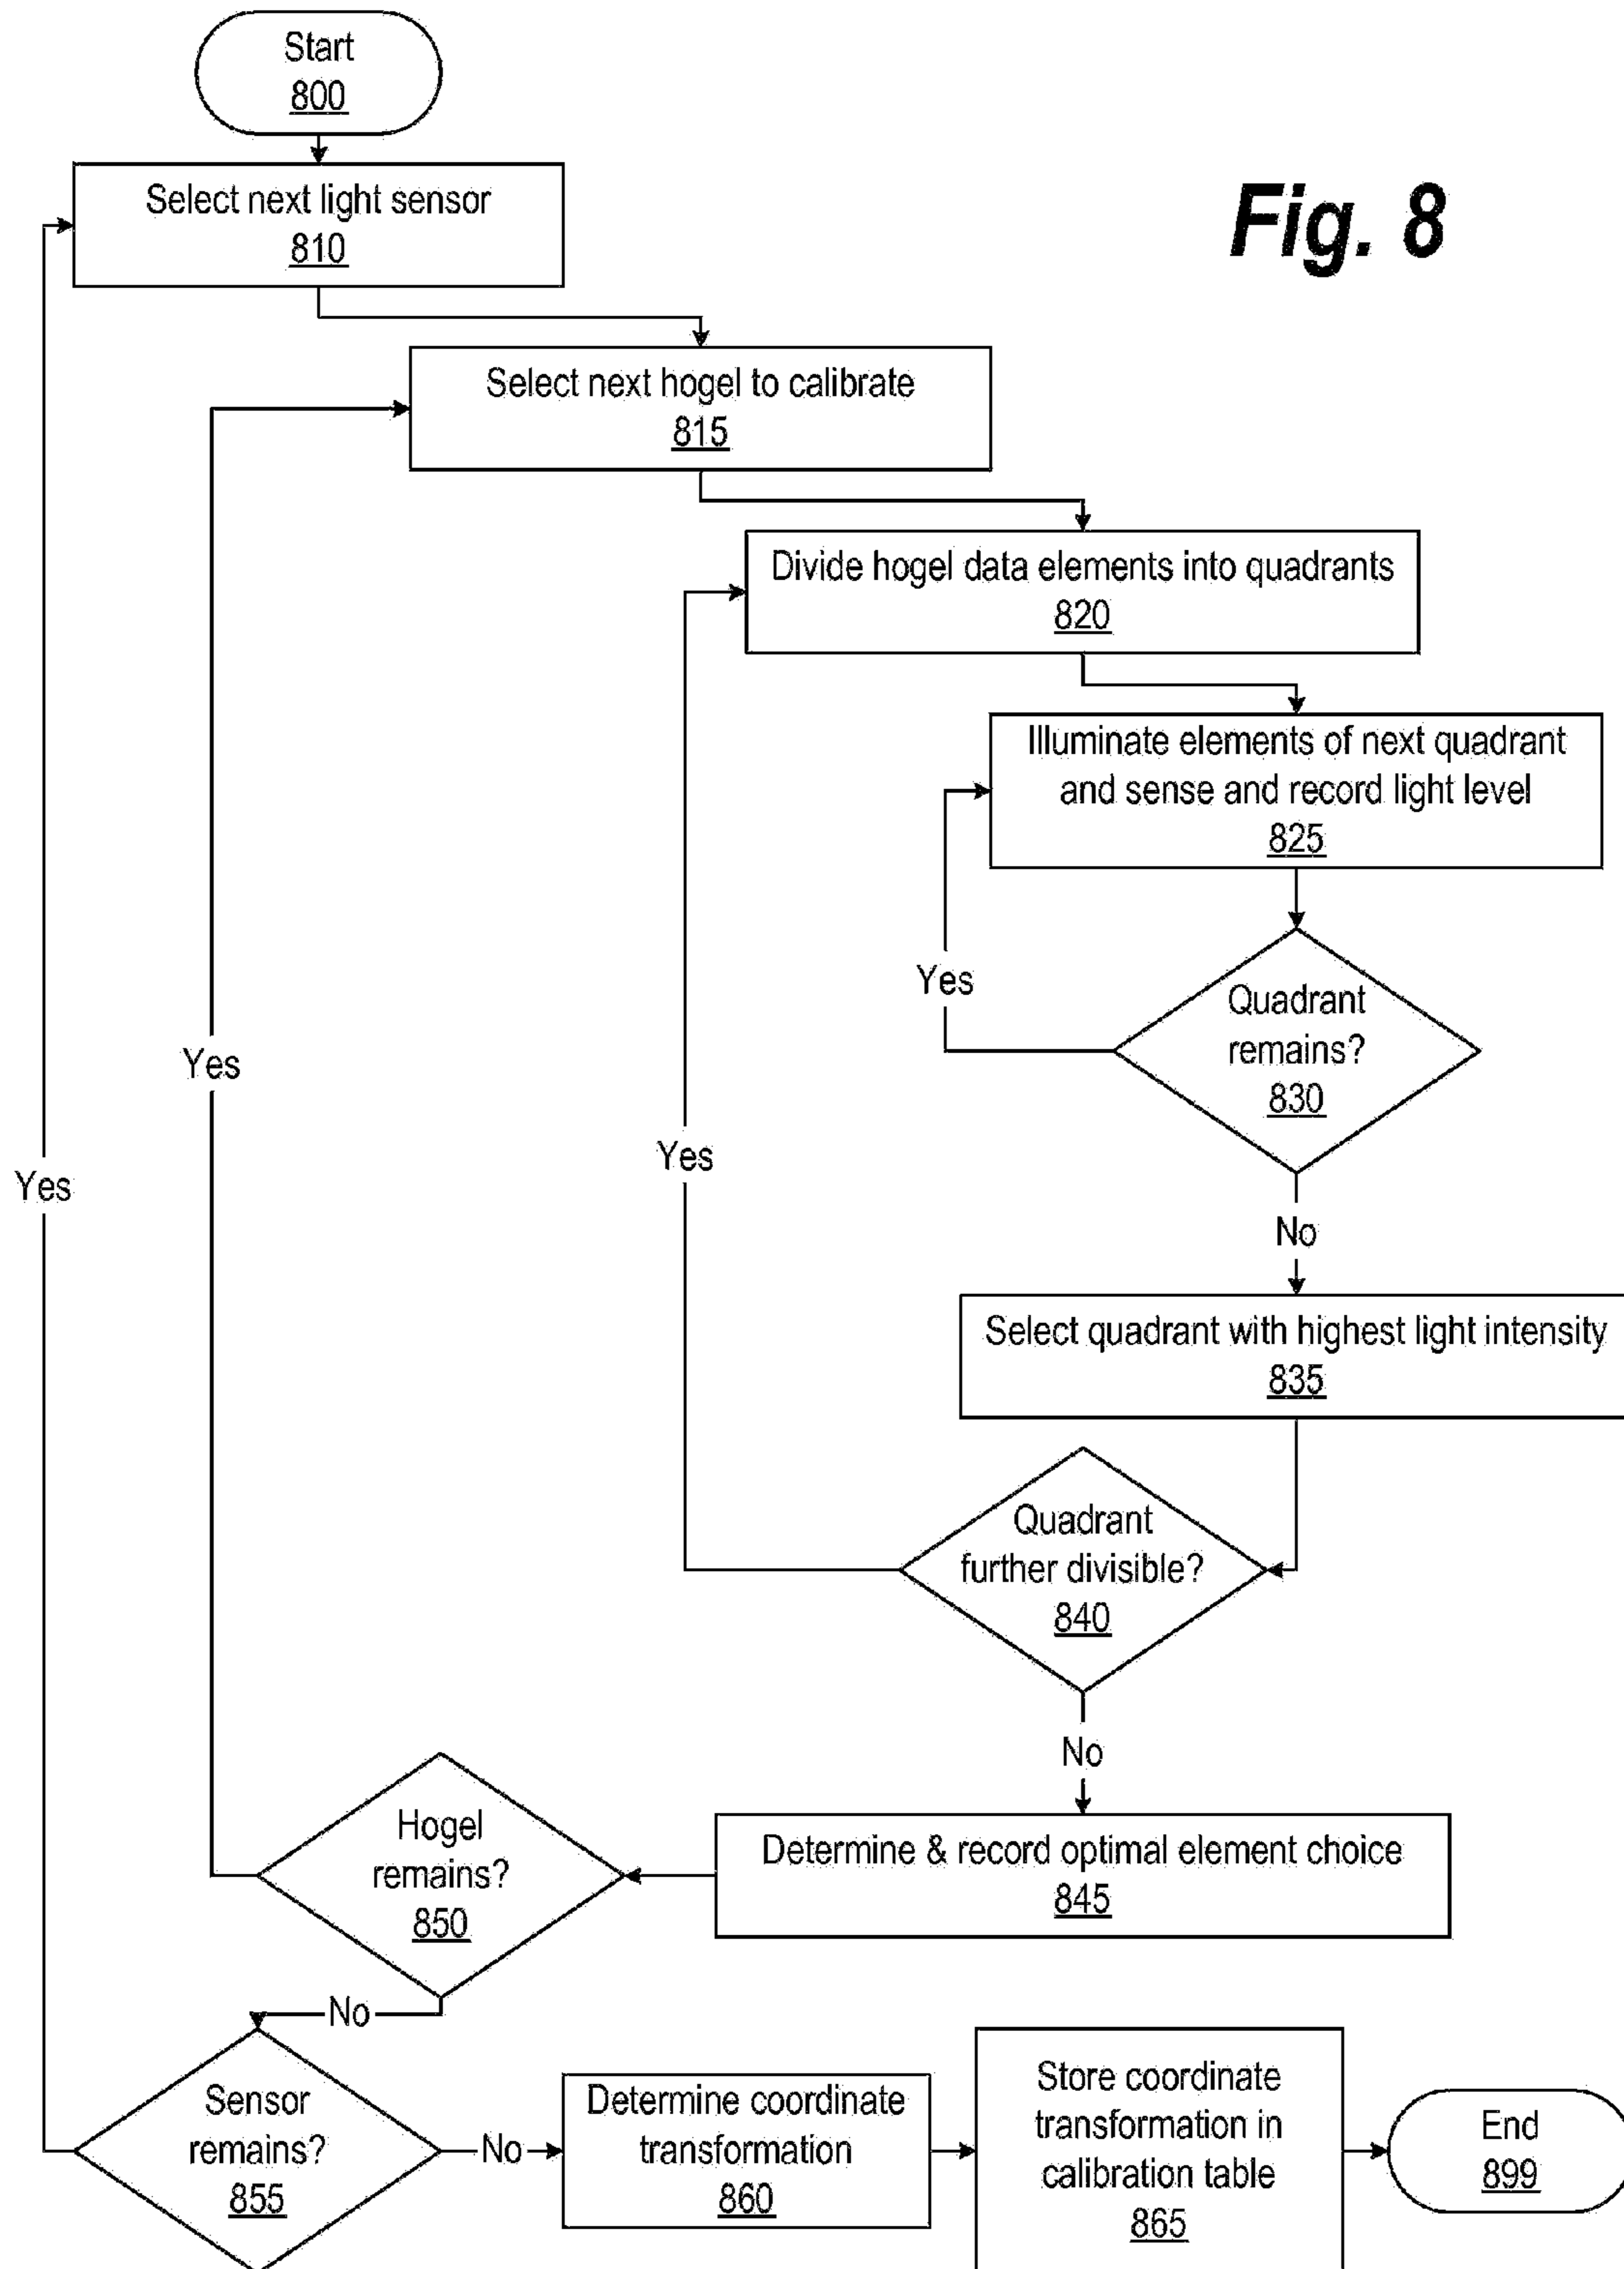 Start
800
Fig. 8
Select next light sensor
810
Select next hogel to calibrate
815
Divide hogel data elements into quadrants
820
Illuminate elements of next quadrant
and sense and record light level
825
Yes
Quadrant
remains?
830
Yes
Yes
Yes
No
Select quadrant with highest light intensity
835
Quadrant
further divisible?
840
No
Hogel
remains?
850
Determine & record optimal element choice
845
No
Sensor
remains?
855
No
Determine coordinate
transformation
860
Store coordinate
transformation in
calibration table
865
End
899